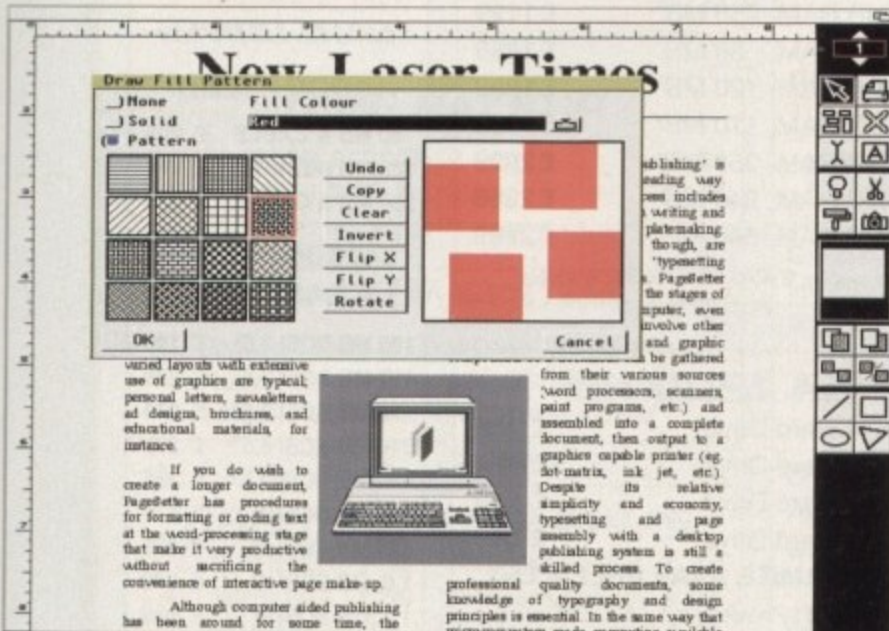 New Laser Times
Draw Fill Pattern
None
Fill Colour
Solid
Red
Pattern
Undo
Copy
Clear
Invert
Flip X
Flip Y
Rotate
OK
Cancel
1
publishing" is
leading way.
includes
writing and
platemaking.
though, are
"typesetting
PageSetter
the stages of
computer, even
involve other
and graphic
be gathered
varied layouts with extensive
use of graphics are typical;
personal letters, newsletters,
ad designs, brochures, and
educational materials, for
instance.
If you do wish to
create a longer document,
PageSetter has procedures
for formatting or coding text
at the word-processing stage
that make it very productive
without sacrificing the
convenience of interactive page make-up.
Although computer aided publishing
has been around for some time, the
from their various sources
(word processors, scanners,
paint programs, etc.) and
assembled into a complete
document, then output to a
graphics capable printer (eg.
dot-matrix, ink jet, etc.).
Despite its relative
simplicity and economy,
typesetting and page
assembly with a desktop
publishing system is still a
skilled process. To create
professional quality documents, some
knowledge of typography and design
principles is essential. In the same way that